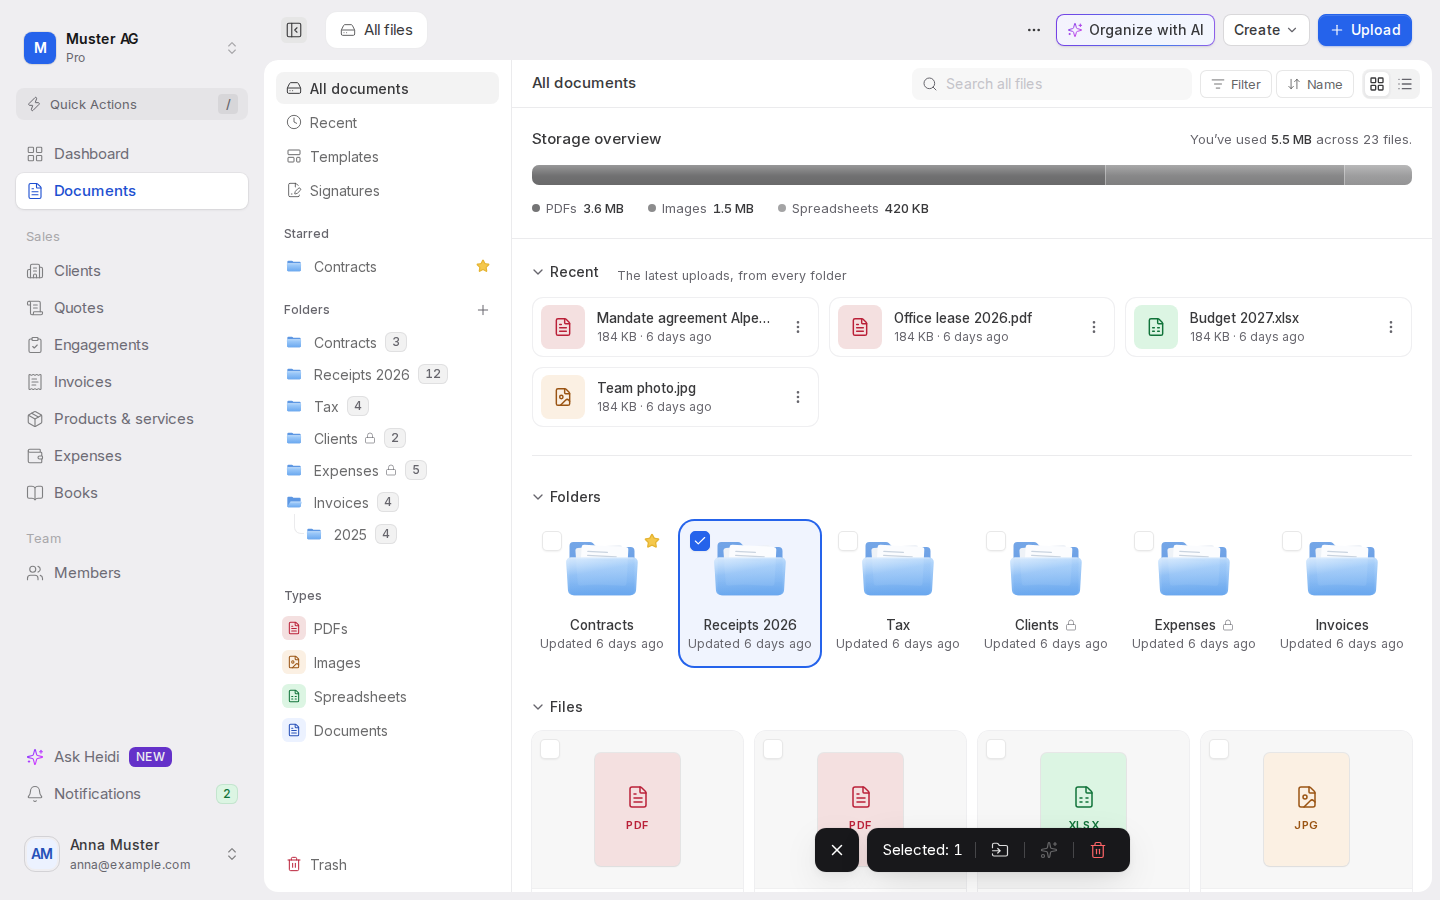 M
Muster AG
Pro
Quick Actions
/
Dashboard
Documents
Sales
Clients
Quotes
Engagements
Invoices
Products & services
Expenses
Books
Team
Members
Ask Heidi NEW
Notifications 2
AM
Anna Muster
anna@example.com
All files
Organize with AI
Create
Upload
All documents
Recent
Templates
Signatures
Starred
Contracts
Folders
Contracts 3
Receipts 2026 12
Tax 4
Clients 2
Expenses 5
Invoices 4
2025 4
Types
PDFs
Images
Spreadsheets
Documents
Trash
All documents
Search all files
Filter
Name
Storage overview
You've used 5.5 MB across 23 files.
PDFs 3.6 MB
Images 1.5 MB
Spreadsheets 420 KB
Recent
The latest uploads, from every folder
Mandate agreement Alpe...
184 KB · 6 days ago
Office lease 2026.pdf
184 KB · 6 days ago
Budget 2027.xlsx
184 KB · 6 days ago
Team photo.jpg
184 KB · 6 days ago
Folders
Contracts
Updated 6 days ago
Receipts 2026
Updated 6 days ago
Tax
Updated 6 days ago
Clients
Updated 6 days ago
Expenses
Updated 6 days ago
Invoices
Updated 6 days ago
Files
PDF
PDF
XLSX
JPG
Selected: 1